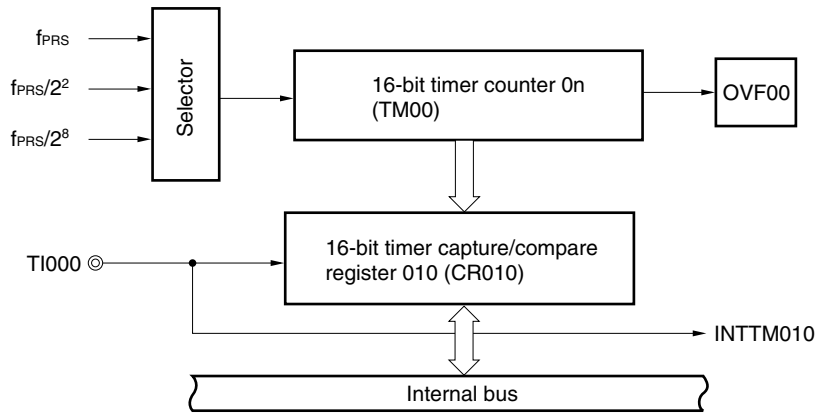 fPRS
fPRS/2²
fPRS/2⁸
Selector
16-bit timer counter 0n
(TM00)
OVF00
TI000
16-bit timer capture/compare
register 010 (CR010)
INTTM010
Internal bus